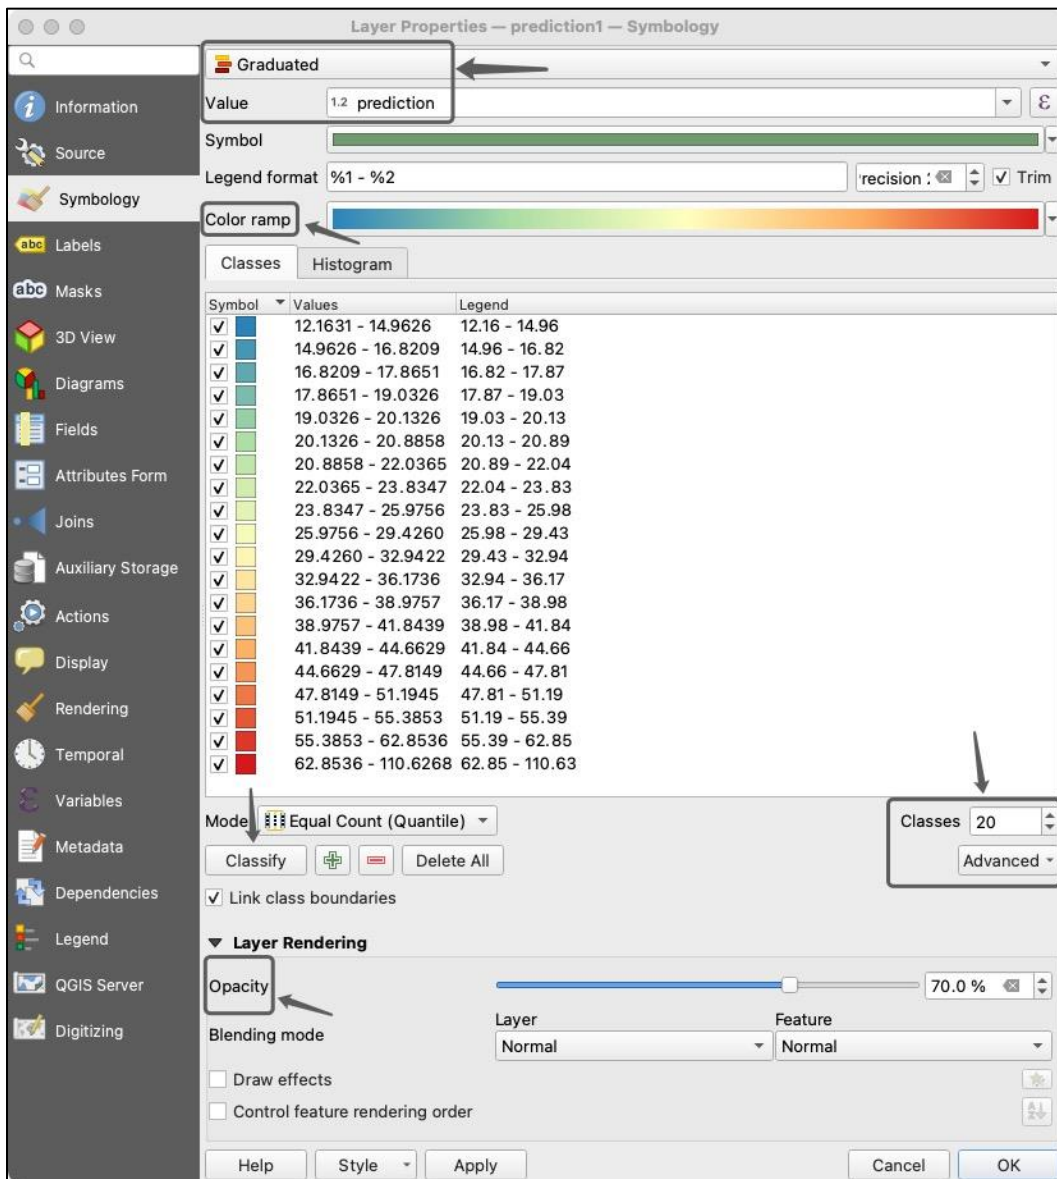 Layer Properties — prediction1 — Symbology
Information
Source
Symbology
abc Labels
abc Masks
3D View
Diagrams
Fields
Attributes Form
Joins
Auxiliary Storage
Actions
Display
Rendering
Temporal
Variables
Metadata
Dependencies
Legend
QGIS Server
Digitizing
Graduated
Value 1.2 prediction ε
Symbol
Legend format %1 - %2 recision : Trim
Color ramp
Classes Histogram
Symbol Values Legend
12.1631 - 14.9626 12.16 - 14.96
14.9626 - 16.8209 14.96 - 16.82
16.8209 - 17.8651 16.82 - 17.87
17.8651 - 19.0326 17.87 - 19.03
19.0326 - 20.1326 19.03 - 20.13
20.1326 - 20.8858 20.13 - 20.89
20.8858 - 22.0365 20.89 - 22.04
22.0365 - 23.8347 22.04 - 23.83
23.8347 - 25.9756 23.83 - 25.98
25.9756 - 29.4260 25.98 - 29.43
29.4260 - 32.9422 29.43 - 32.94
32.9422 - 36.1736 32.94 - 36.17
36.1736 - 38.9757 36.17 - 38.98
38.9757 - 41.8439 38.98 - 41.84
41.8439 - 44.6629 41.84 - 44.66
44.6629 - 47.8149 44.66 - 47.81
47.8149 - 51.1945 47.81 - 51.19
51.1945 - 55.3853 51.19 - 55.39
55.3853 - 62.8536 55.39 - 62.85
62.8536 - 110.6268 62.85 - 110.63
Mode Equal Count (Quantile) Classes 20
Classify Delete All Advanced
Link class boundaries
Layer Rendering
Opacity 70.0 %
Layer Feature
Blending mode Normal Normal
Draw effects
Control feature rendering order
Help Style Apply Cancel OK